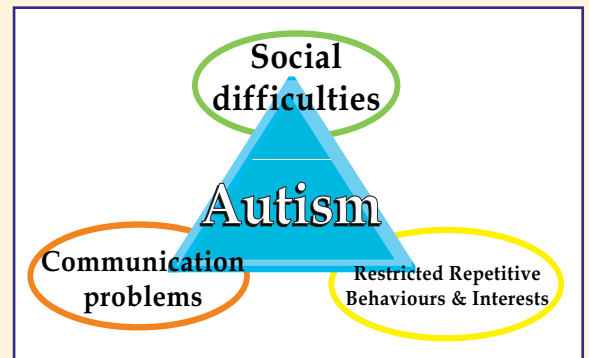 Social
difficulties
Autism
Communication
problems
Restricted Repetitive
Behaviours & Interests